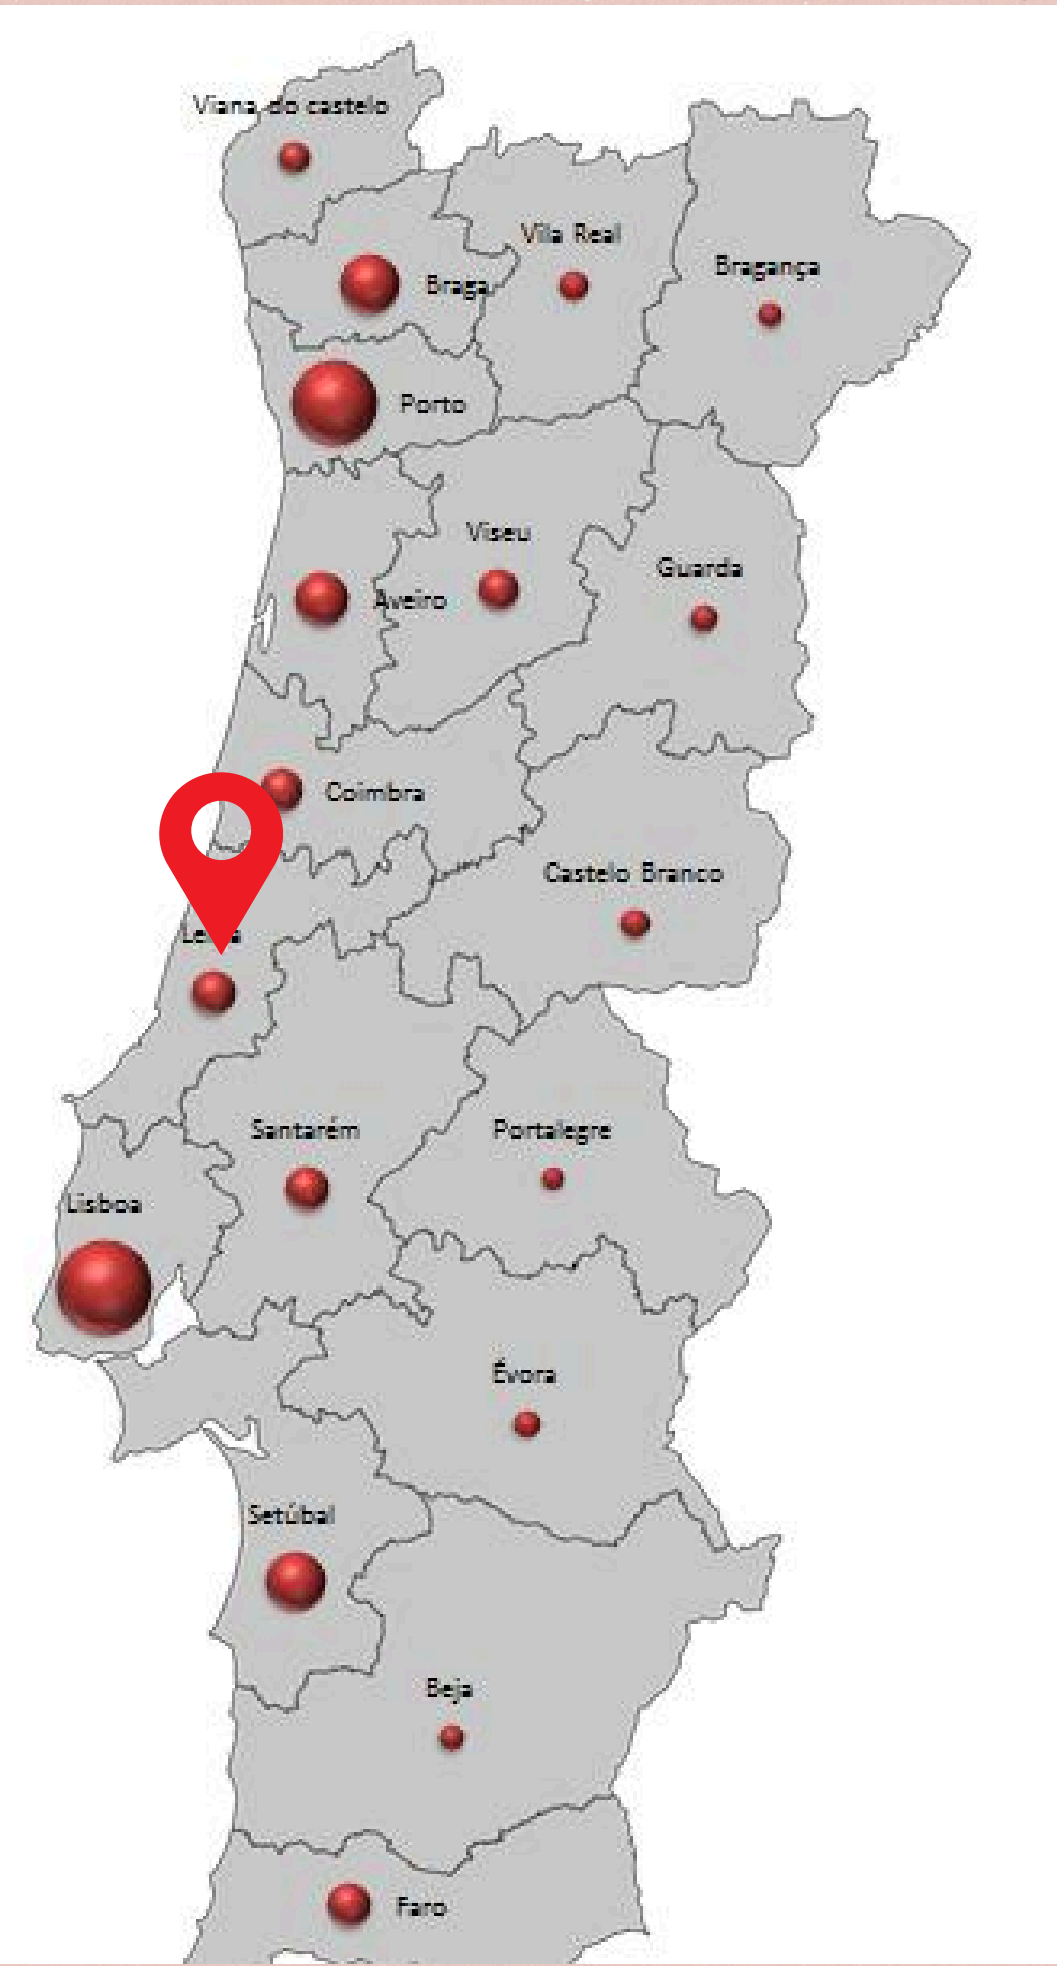 Viana do castelo
Vila Real
Bragança
Braga
Porto
Viseu
Guarda
Aveiro
Coimbra
Castelo Branco
Santarém
Portalegre
Lisboa
Évora
Setúbal
Beja
Faro